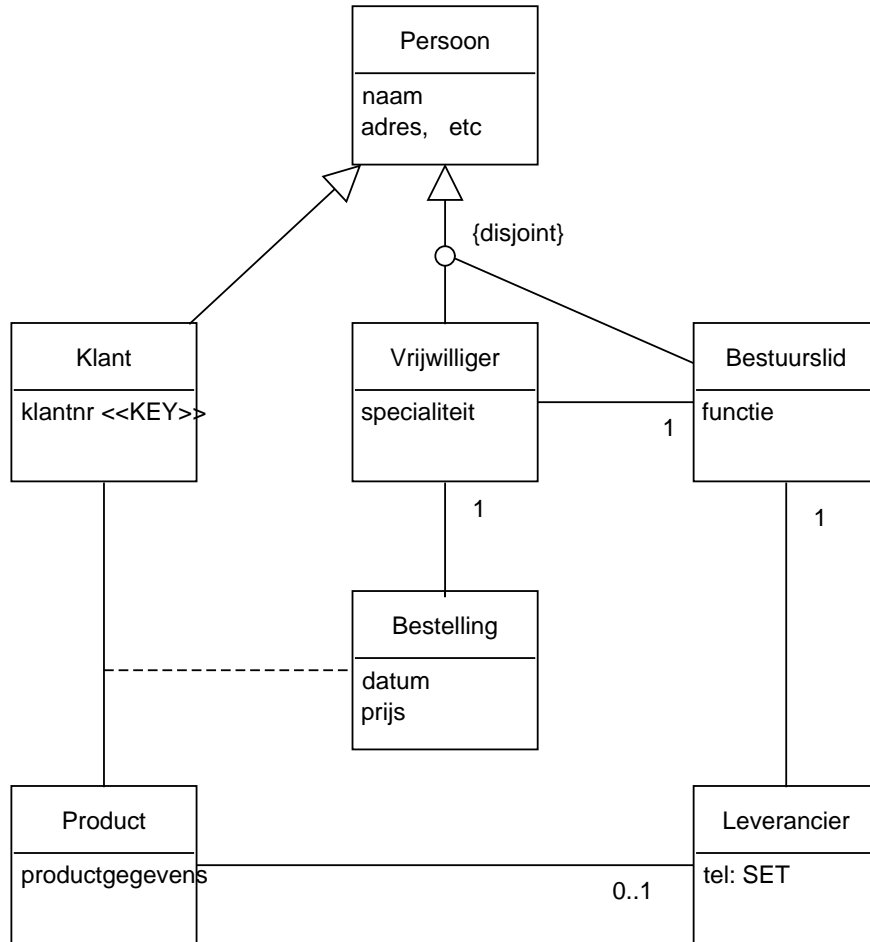 Persoon
naam
adres, etc
{disjoint}
Klant
klantnr <<KEY>>
Vrijwilliger
specialiteit
Bestuurslid
functie
1
1
1
Bestelling
datum
prijs
Product
productgegevens
Leverancier
tel: SET
0..1